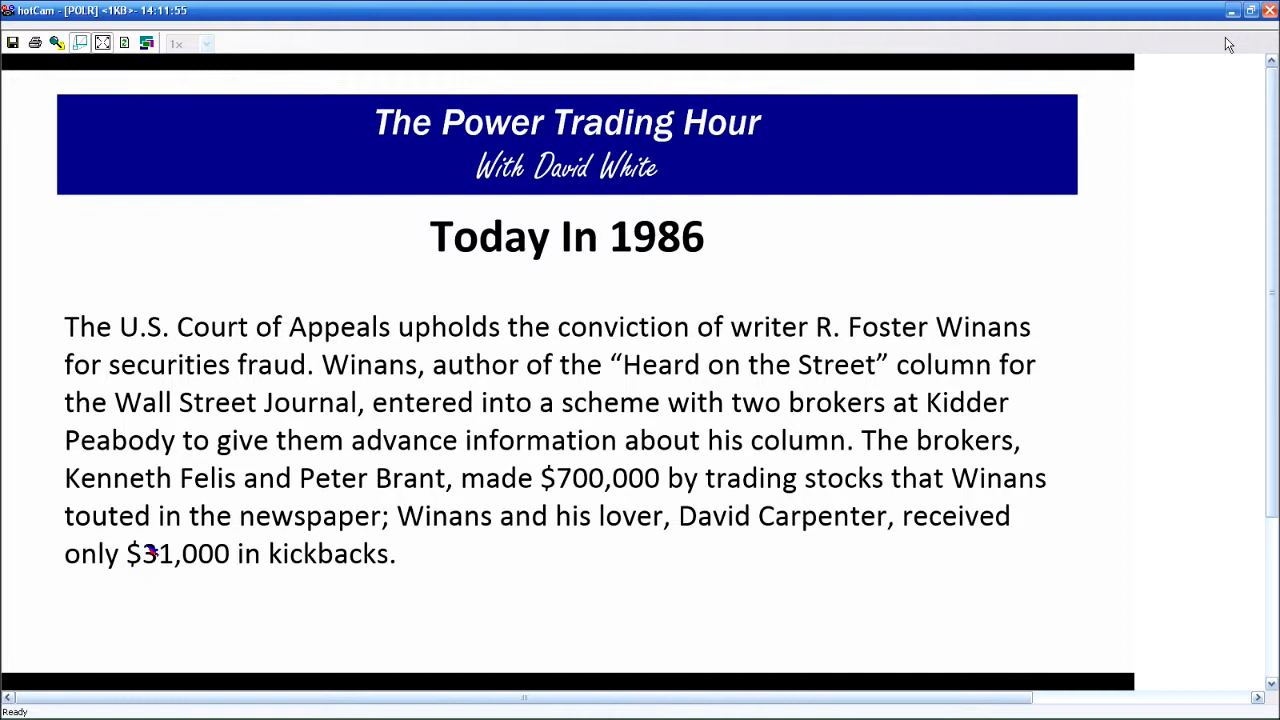 hotCam - [POLR] <1KB>- 14:11:55
1x
The Power Trading Hour
With David White
Today In 1986
The U.S. Court of Appeals upholds the conviction of writer R. Foster Winans
for securities fraud. Winans, author of the “Heard on the Street” column for
the Wall Street Journal, entered into a scheme with two brokers at Kidder
Peabody to give them advance information about his column. The brokers,
Kenneth Felis and Peter Brant, made $700,000 by trading stocks that Winans
touted in the newspaper; Winans and his lover, David Carpenter, received
only $31,000 in kickbacks.
Ready